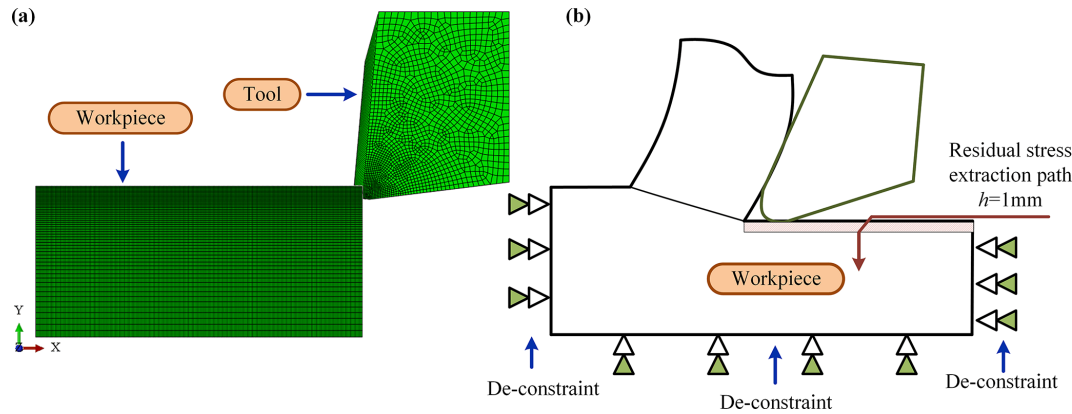 (a)
Tool
Workpiece
Y
Z
X
(b)
Residual stress
extraction path
h=1mm
Workpiece
De-constraint
De-constraint
De-constraint